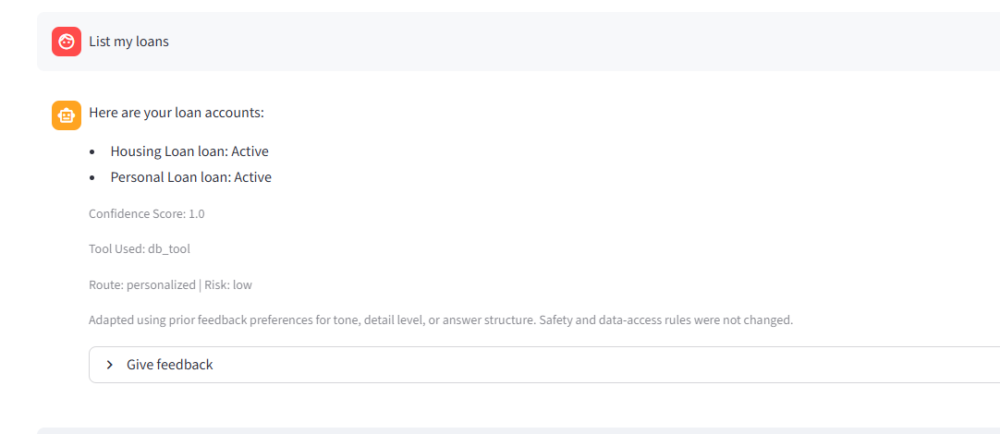 List my loans
Here are your loan accounts:
• Housing Loan loan: Active
• Personal Loan loan: Active
Confidence Score: 1.0
Tool Used: db_tool
Route: personalized | Risk: low
Adapted using prior feedback preferences for tone, detail level, or answer structure. Safety and data-access rules were not changed.
Give feedback